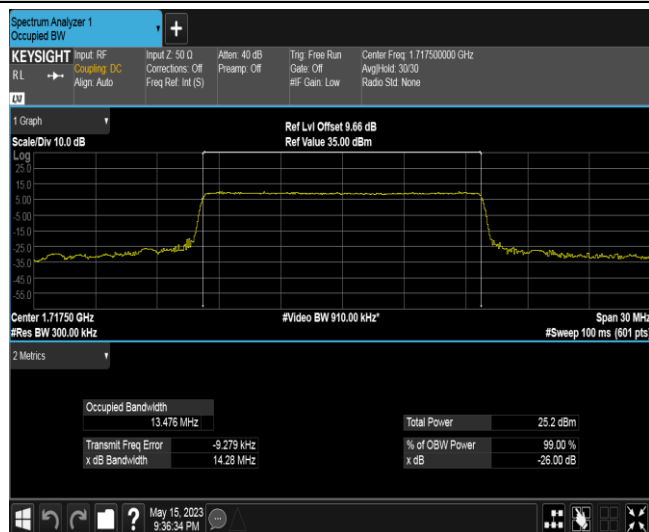 Spectrum Analyzer 1
Occupied BW
+
KEYSIGHT Input: RF Input Z: 50 Ω Atten: 40 dB Trig: Free Run Center Freq: 1.717500000 GHz
RL Coupling: DC Corrections: Off Preamp: Off Gate: Off Avg|Hold: 30/30
Align: Auto Freq Ref: Int (S) #IF Gain: Low Radio Std: None
LXI
1 Graph
Scale/Div 10.0 dB
Ref Lvl Offset 9.66 dB
Ref Value 35.00 dBm
Log
25.0
15.0
5.00
-5.00
-15.0
-25.0
-35.0
-45.0
-55.0
Center 1.71750 GHz #Video BW 910.00 kHz* Span 30 MHz
#Res BW 300.00 kHz #Sweep 100 ms (601 pts)
2 Metrics
Occupied Bandwidth
13.476 MHz Total Power 25.2 dBm
Transmit Freq Error -9.279 kHz % of OBW Power 99.00 %
x dB Bandwidth 14.28 MHz x dB -26.00 dB
? May 15, 2023
9:36:34 PM